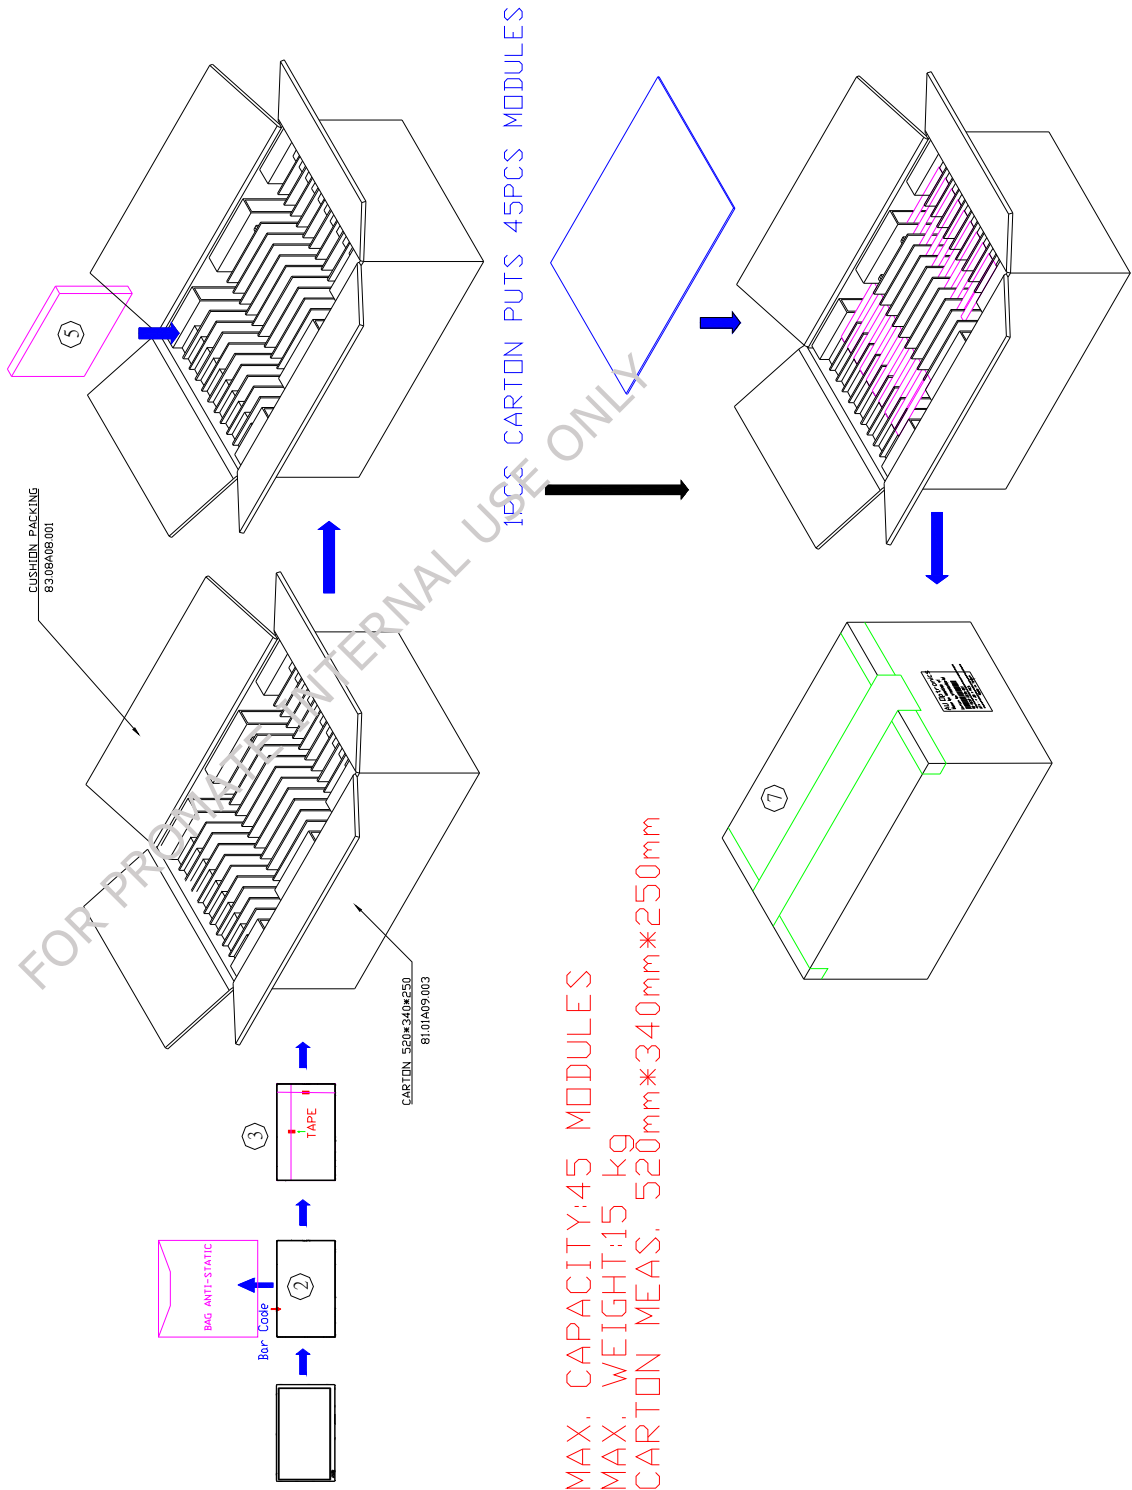 CUSHION PACKING
83.08A08.001
5
1PCS CARTON PUTS 45PCS MODULES
BAG ANTI-STATIC
Bar Code
2
3
TAPE
CARTON 520*340*250
81.01A09.003
7
MAX. CAPACITY:45 MODULES
MAX. WEIGHT:15 kg
CARTON MEAS. 520mm*340mm*250mm
FOR PROMATE INTERNAL USE ONLY